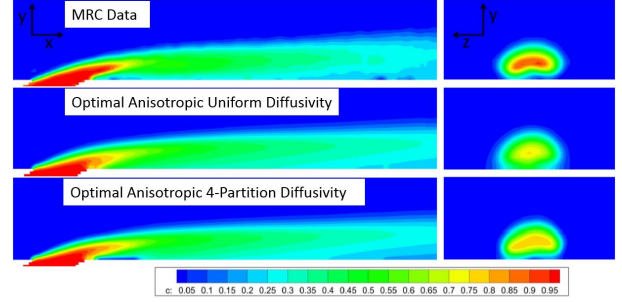 MRC Data
y
x
y
z
Optimal Anisotropic Uniform Diffusivity
Optimal Anisotropic 4-Partition Diffusivity
c: 0.05 0.1 0.15 0.2 0.25 0.3 0.35 0.4 0.45 0.5 0.55 0.6 0.65 0.7 0.75 0.8 0.85 0.9 0.95